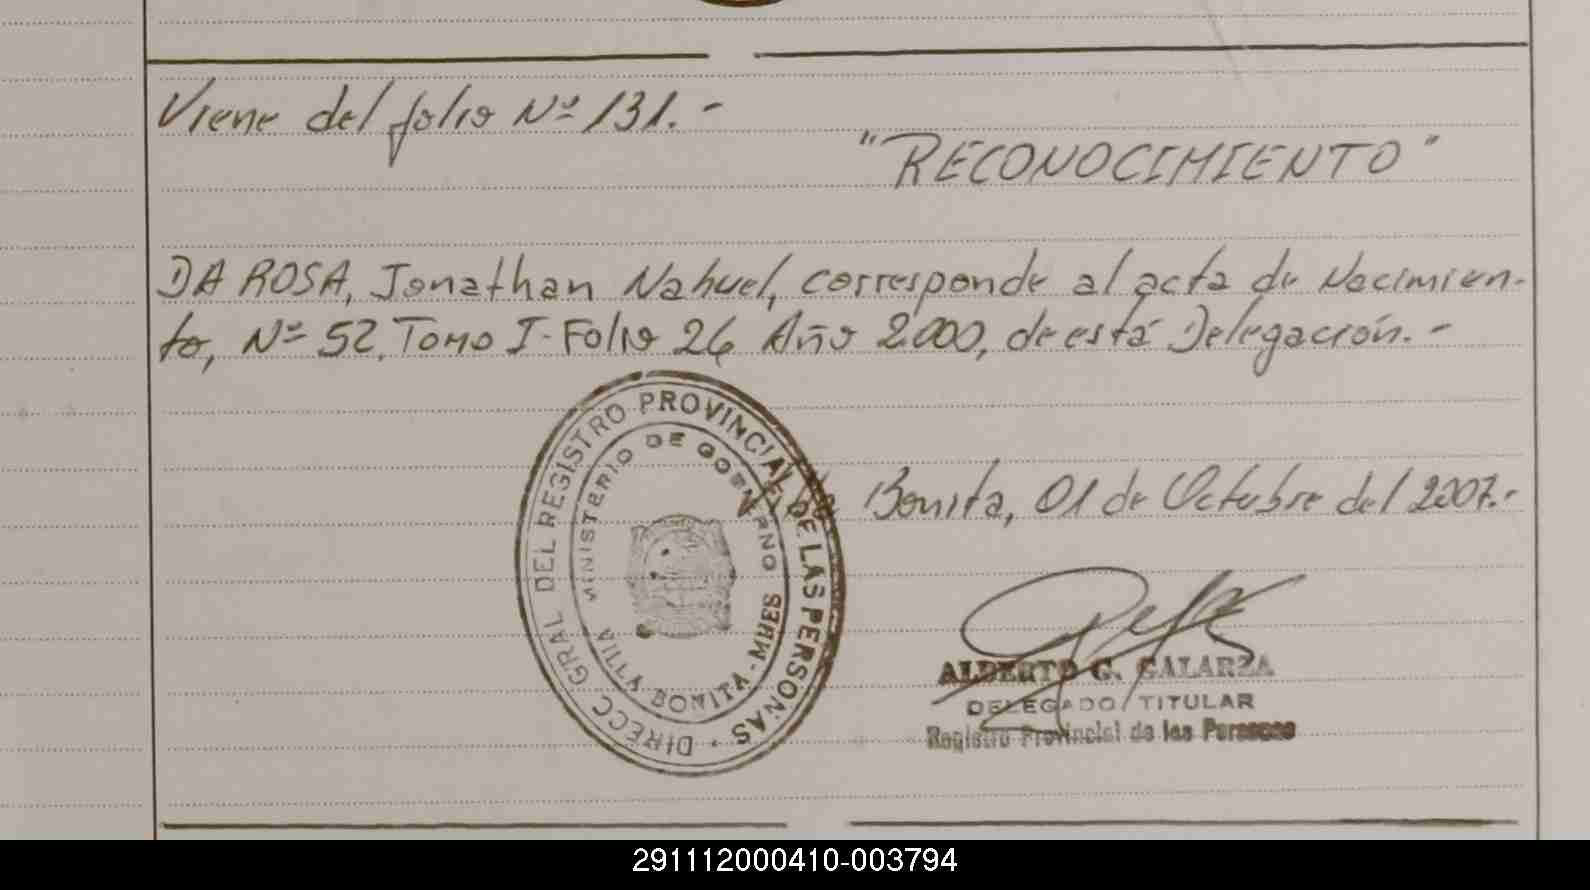 Viene del folio Nº 131.-
"RECONOCIMIENTO"
DA ROSA, Jonathan Nahuel, corresponde al acta de Nacimien-
to, Nº 52, Tomo I-Folio 26 Año 2.000, de está Delegación.-
DIRECC GRAL DEL REGISTRO PROVINCIAL DE LAS PERSONAS
MINISTERIO DE GOBIERNO
VILLA BONITA - MNES
Villa Bonita, 01 de Octubre del 2007.-
ALBERTO G. GALARZA
DELEGADO TITULAR
Registro Provincial de las Personas
291112000410-003794